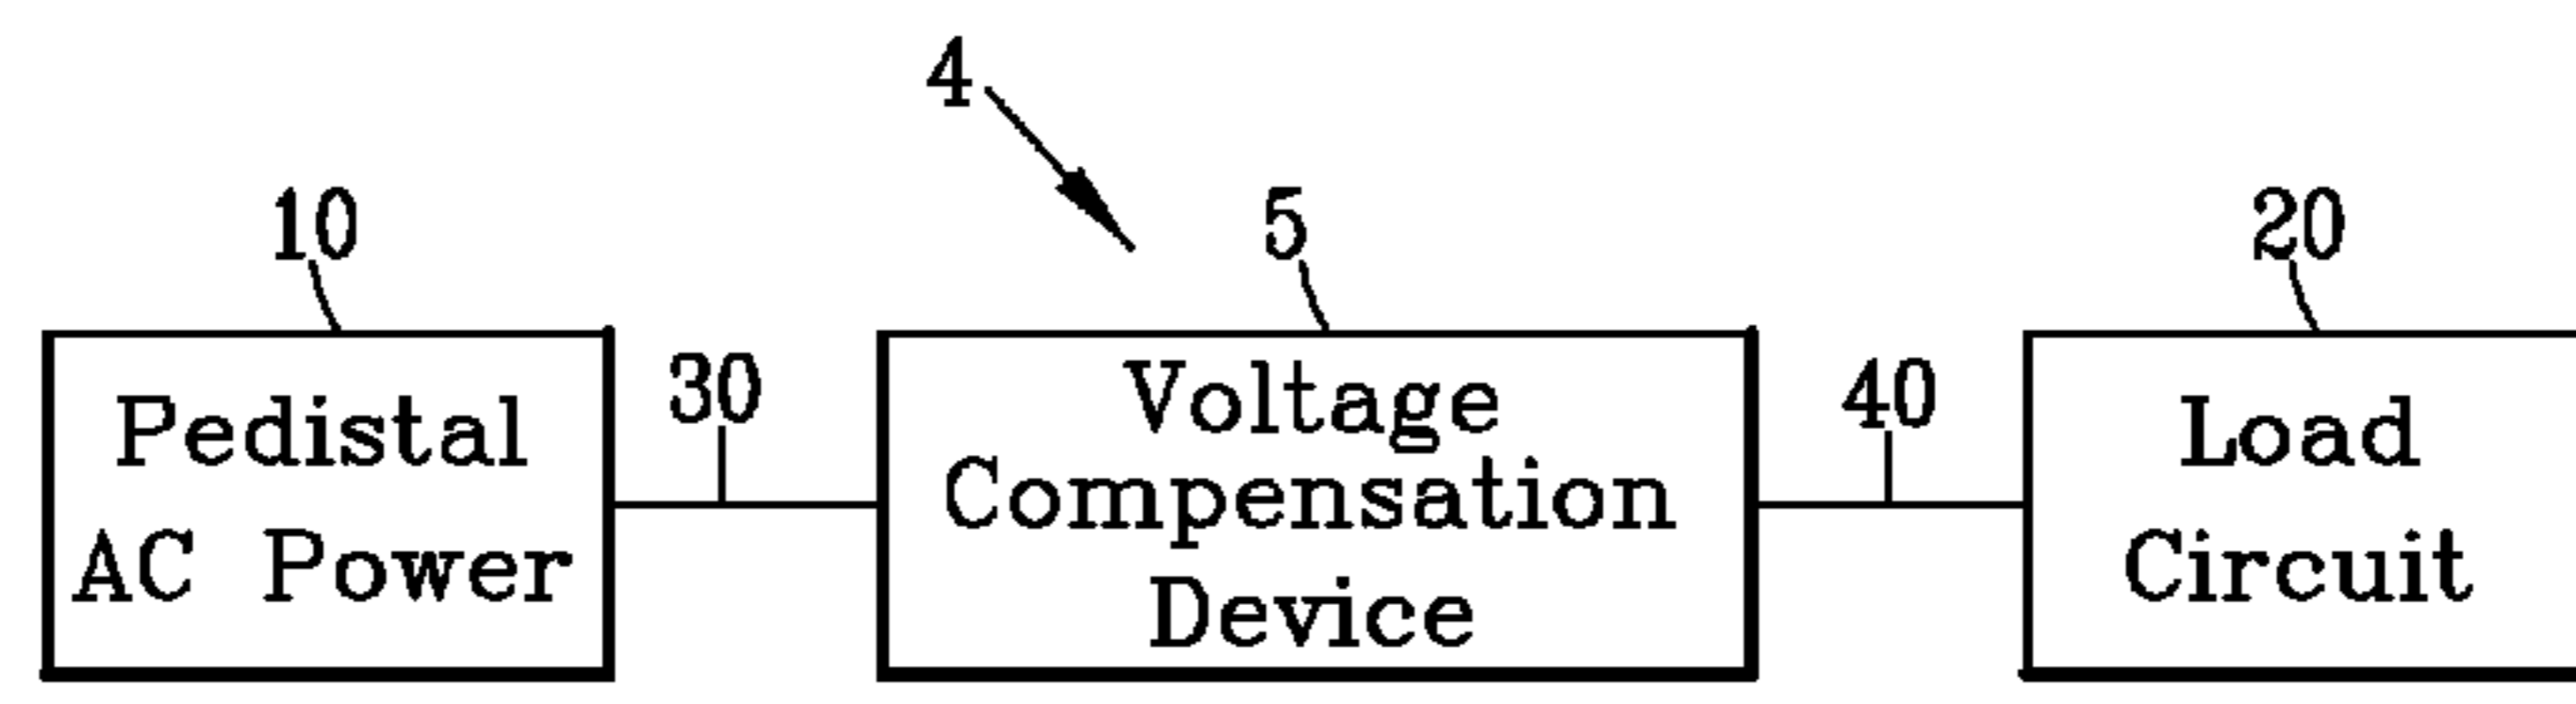 4
10
5
20
30
40
Pedistal
AC Power
Voltage
Compensation
Device
Load
Circuit